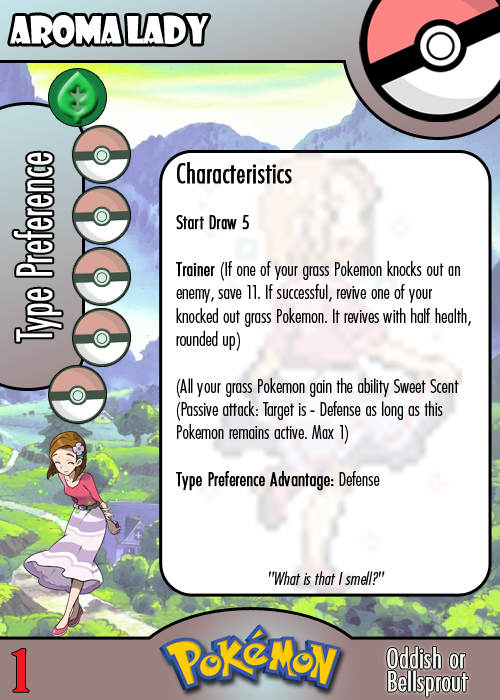 AROMA LADY
Type Preference
Characteristics
Start Draw 5
Trainer (If one of your grass Pokemon knocks out an
enemy, save 11. If successful, revive one of your
knocked out grass Pokemon. It revives with half health,
rounded up)
(All your grass Pokemon gain the ability Sweet Scent
(Passive attack: Target is - Defense as long as this
Pokemon remains active. Max 1)
Type Preference Advantage: Defense
"What is that I smell?"
1
POKéMON
Oddish or
Bellsprout